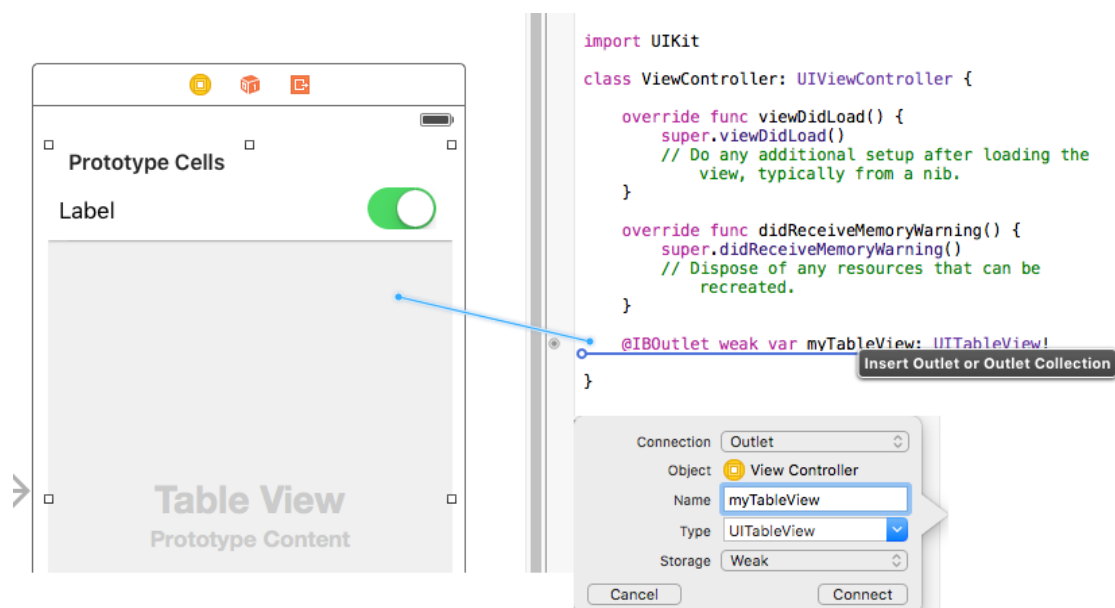 Prototype Cells
Label
Table View
Prototype Content
import UIKit
class ViewController: UIViewController {
override func viewDidLoad() {
super.viewDidLoad()
// Do any additional setup after loading the
view, typically from a nib.
}
override func didReceiveMemoryWarning() {
super.didReceiveMemoryWarning()
// Dispose of any resources that can be
recreated.
}
@IBOutlet weak var myTableView: UITableView!
Insert Outlet or Outlet Collection
}
Connection Outlet
Object View Controller
Name myTableView
Type UITableView
Storage Weak
Cancel Connect